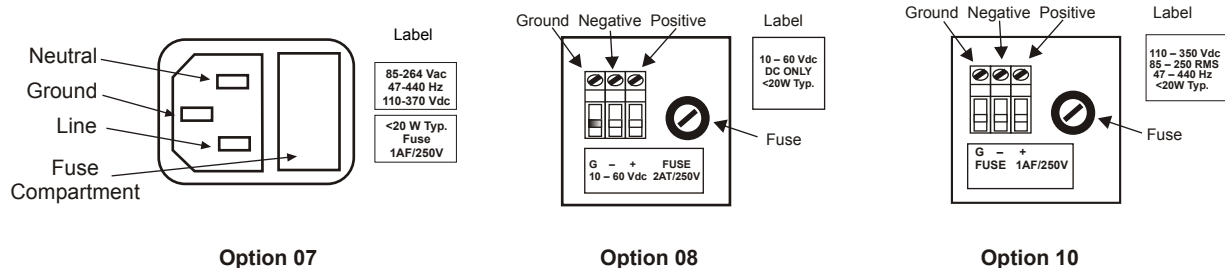 Neutral
Ground
Line
Fuse
Compartment
Label
85-264 Vac
47-440 Hz
110-370 Vdc
<20 W Typ.
Fuse
1AF/250V
Option 07
Ground Negative Positive
Label
10 – 60 Vdc
DC ONLY
<20W Typ.
Fuse
G – + FUSE
10 – 60 Vdc 2AT/250V
Option 08
Ground Negative Positive
Label
110 – 350 Vdc
85 – 250 RMS
47 – 440 Hz
<20W Typ.
Fuse
G – +
FUSE 1AF/250V
Option 10